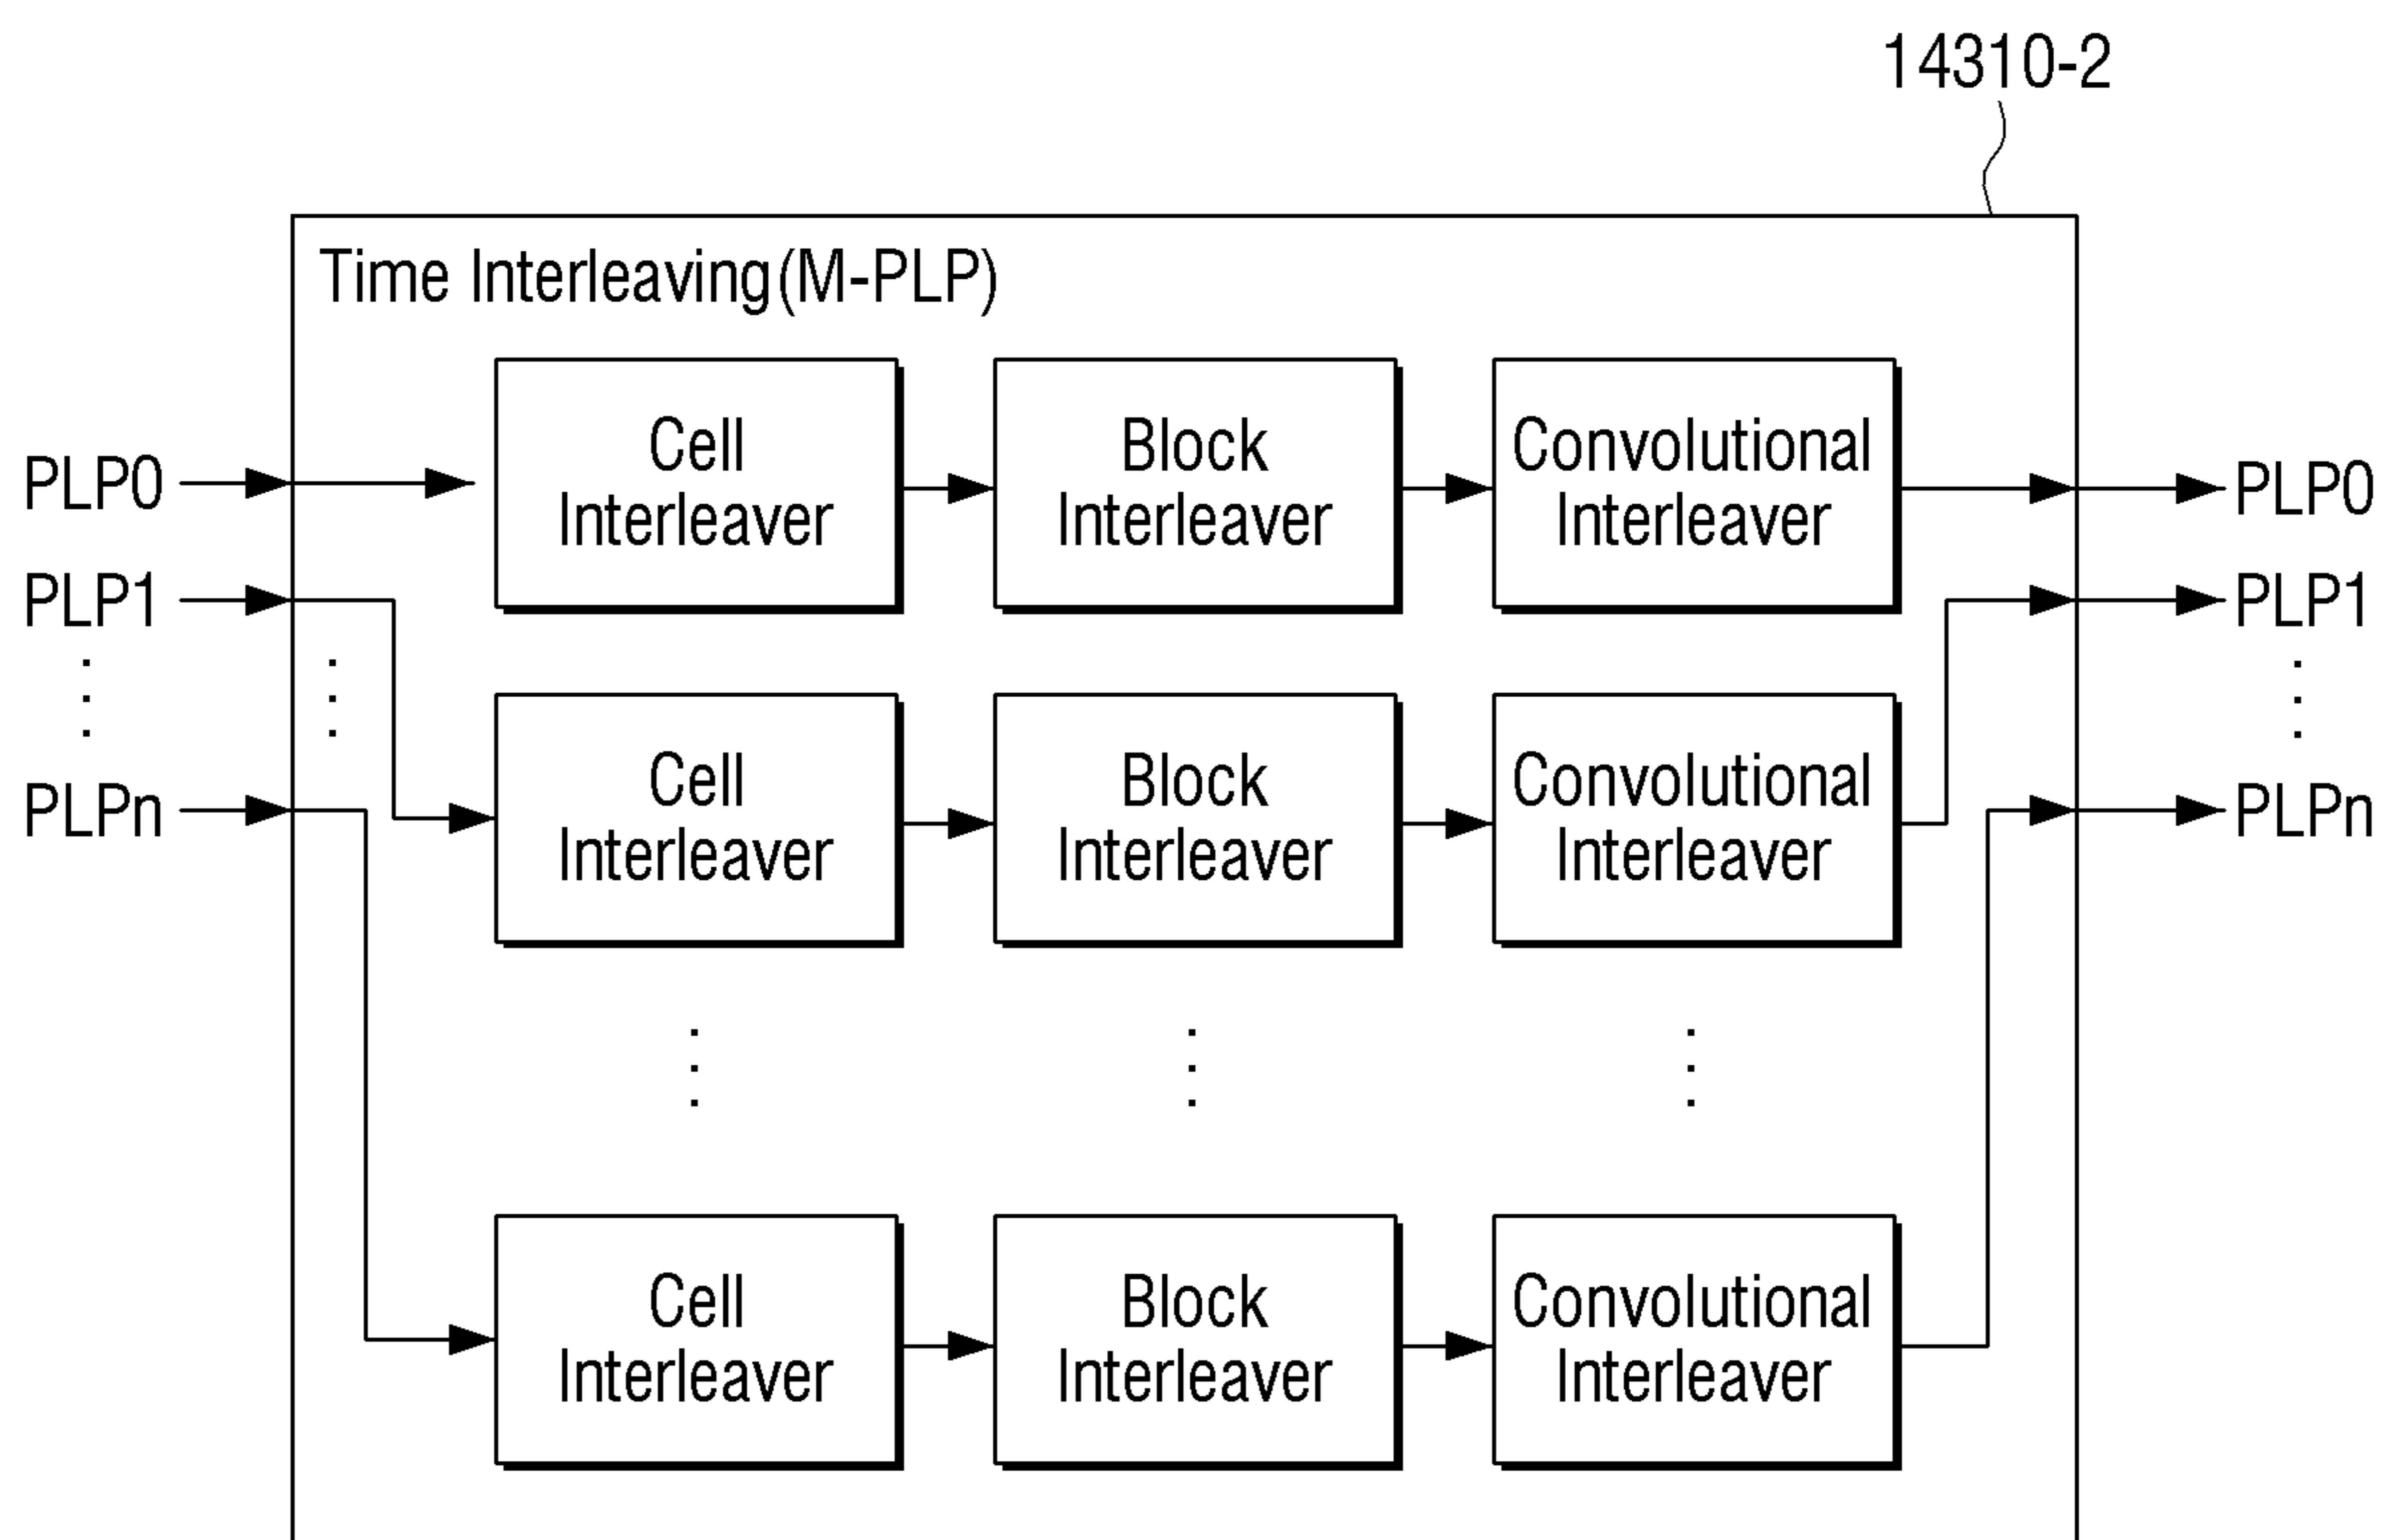 14310-2
Time Interleaving(M-PLP)
Cell
Interleaver
Block
Interleaver
Convolutional
Interleaver
PLP0
PLP0
PLP1
PLP1
Cell
Interleaver
Block
Interleaver
Convolutional
Interleaver
PLPn
PLPn
Cell
Interleaver
Block
Interleaver
Convolutional
Interleaver